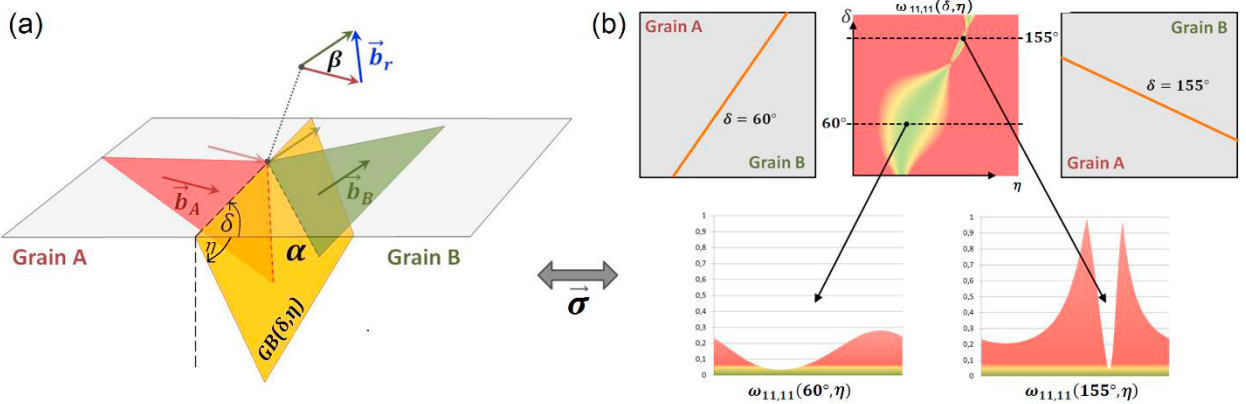 (a)
β
b⃗r
b⃗A
b⃗B
δ
η
α
Grain A
Grain B
GB(δ,η)
σ⃗
(b)
Grain A
δ = 60°
Grain B
ω11,11(δ,η)
δ
155°
60°
η
Grain B
δ = 155°
Grain A
1
0,9
0,8
0,7
0,6
0,5
0,4
0,3
0,2
0,1
0
ω11,11(60°,η)
1
0,9
0,8
0,7
0,6
0,5
0,4
0,3
0,2
0,1
0
ω11,11(155°,η)